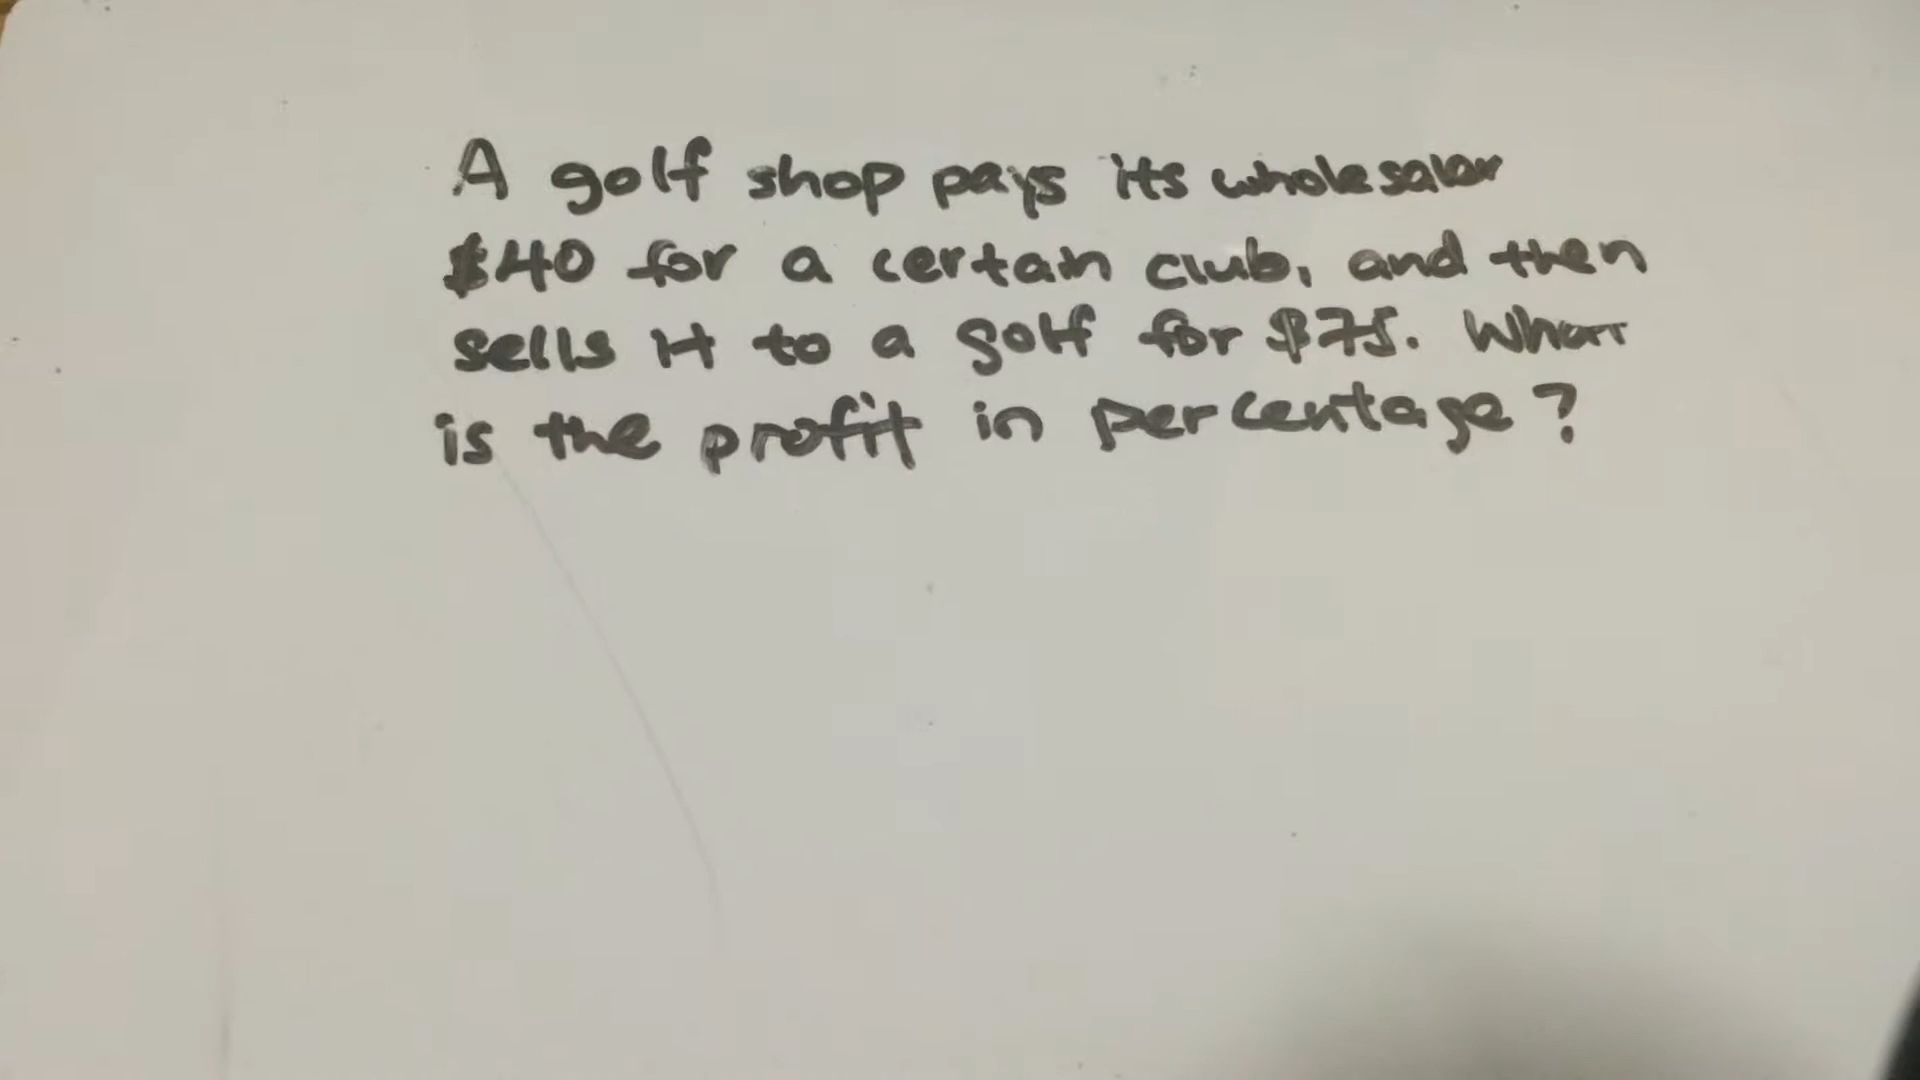 A golf shop pays its wholesaler
$40 for a certain club, and then
sells it to a golf for $75. What
is the profit in percentage?